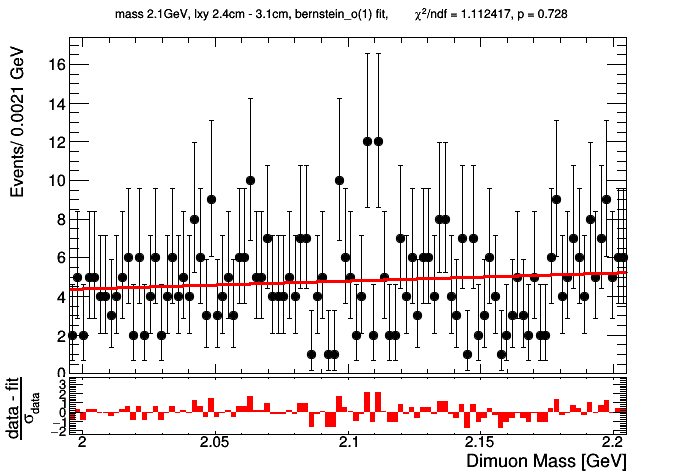 mass 2.1GeV, lxy 2.4cm - 3.1cm, bernstein_o(1) fit, χ²/ndf = 1.112417, p = 0.728
Events/ 0.0021 GeV
16
14
12
10
8
6
4
2
0
data - fit
σdata
3
2
1
0
−1
−2
2 2.05 2.1 2.15 2.2
Dimuon Mass [GeV]